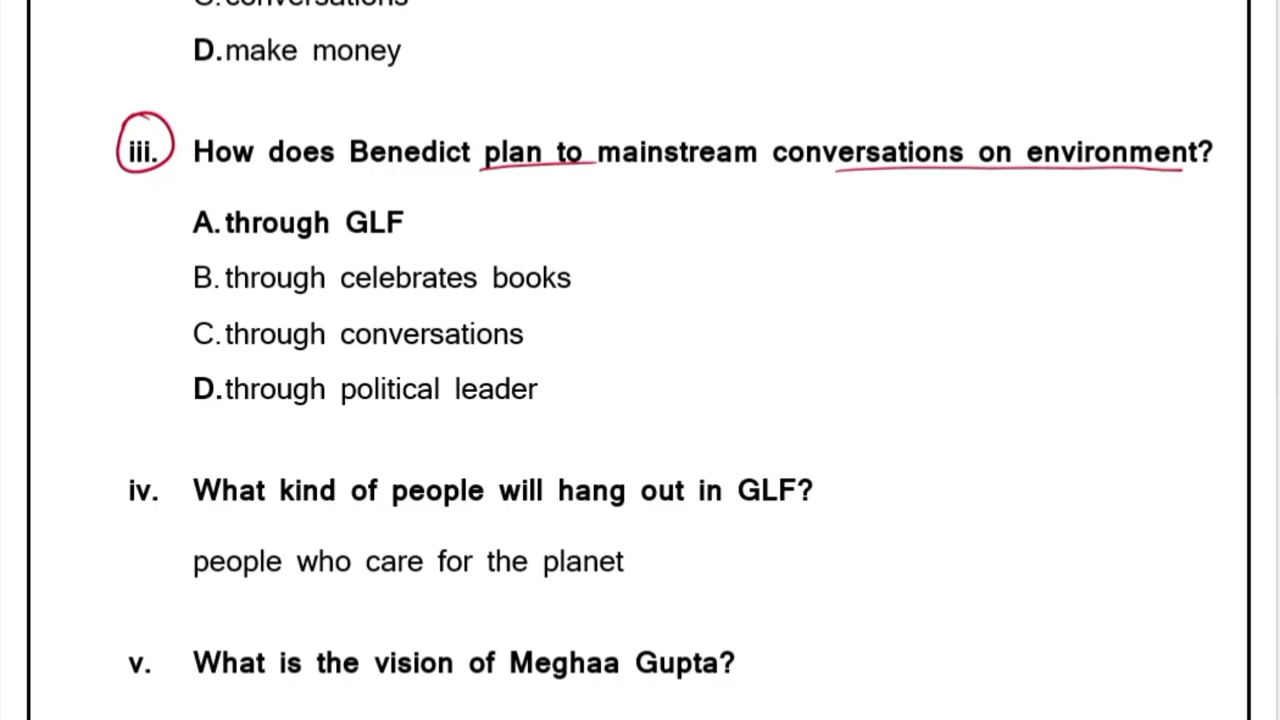 C.conversations
D.make money
iii. How does Benedict plan to mainstream conversations on environment?
A. through GLF
B. through celebrates books
C. through conversations
D. through political leader
iv. What kind of people will hang out in GLF?
people who care for the planet
v. What is the vision of Meghaa Gupta?